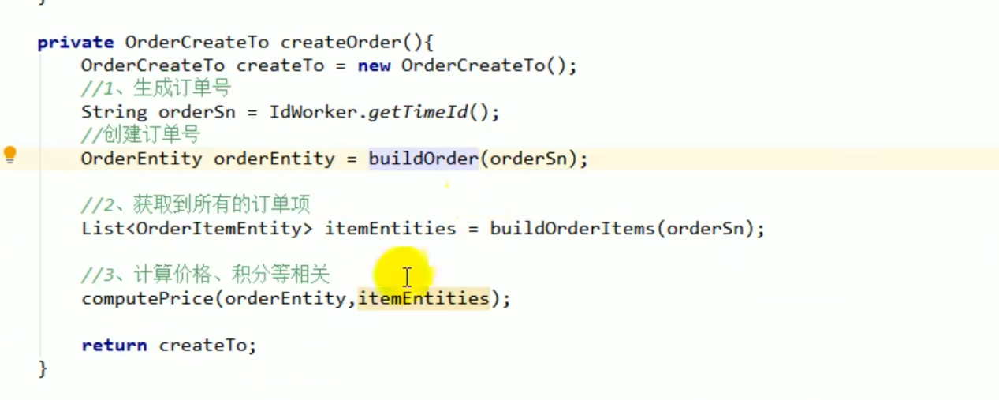 }
private OrderCreateTo createOrder(){
OrderCreateTo createTo = new OrderCreateTo();
//1、生成订单号
String orderSn = IdWorker.getTimeId();
//创建订单号
OrderEntity orderEntity = buildOrder(orderSn);
//2、获取到所有的订单项
List<OrderItemEntity> itemEntities = buildOrderItems(orderSn);
//3、计算价格、积分等相关
computePrice(orderEntity,itemEntities);
return createTo;
}